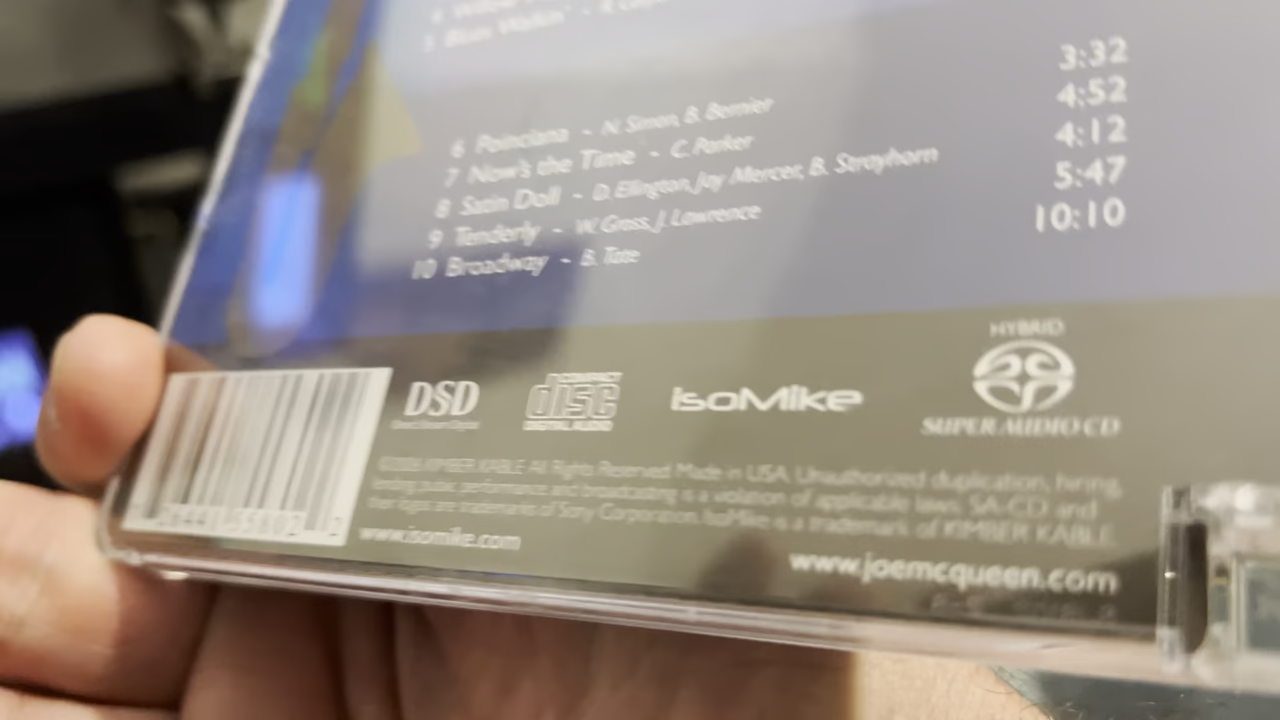 5 Blues Walkin' -
6 Poinciana - N. Simon, B. Bernier 3:32
7 Now's the Time - C. Parker 4:52
8 Satin Doll - D. Ellington, Jay Mercer, B. Strayhorn 4:12
9 Tenderly - W. Gross, J. Lawrence 5:47
10 Broadway - B. Tate 10:10
HYBRID
DSD
COMPACT
disc
DIGITAL AUDIO
isoMike
SUPER AUDIO CD
KIMBER KABLE All Rights Reserved. Made in USA. Unauthorized duplication, hiring,
performance, and broadcasting is a violation of applicable laws. SA-CD and
their logo are trademarks of Sony Corporation. IsoMike is a trademark of KIMBER KABLE.
www.isomike.com
www.joemcqueen.com